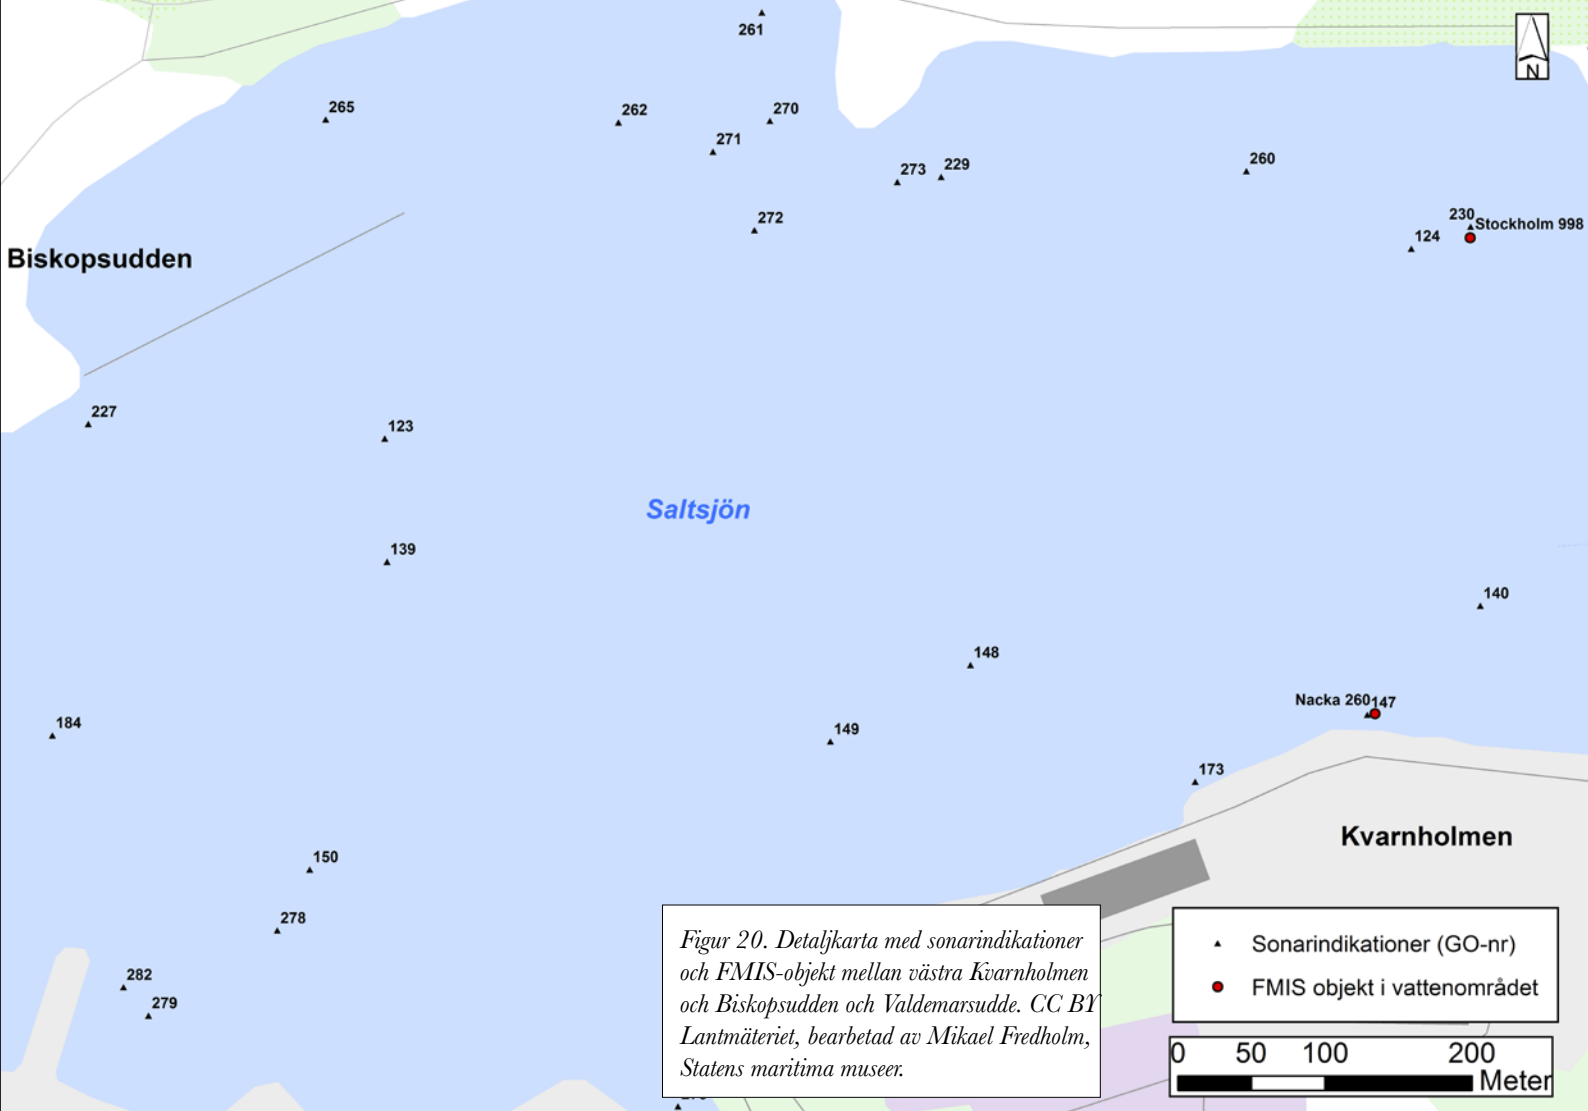 261
N
265
262
270
271
273
229
260
272
230
Stockholm 998
124
Biskopsudden
227
123
Saltsjön
139
140
148
Nacka 260
147
184
149
173
Kvarnholmen
150
278
282
279
Figur 20. Detaljkarta med sonarindikationer
och FMIS-objekt mellan västra Kvarnholmen
och Biskopsudden och Valdemarsudde. CC BY
Lantmäteriet, bearbetad av Mikael Fredholm,
Statens maritima museer.
Sonarindikationer (GO-nr)
FMIS objekt i vattenområdet
0 50 100 200
Meter